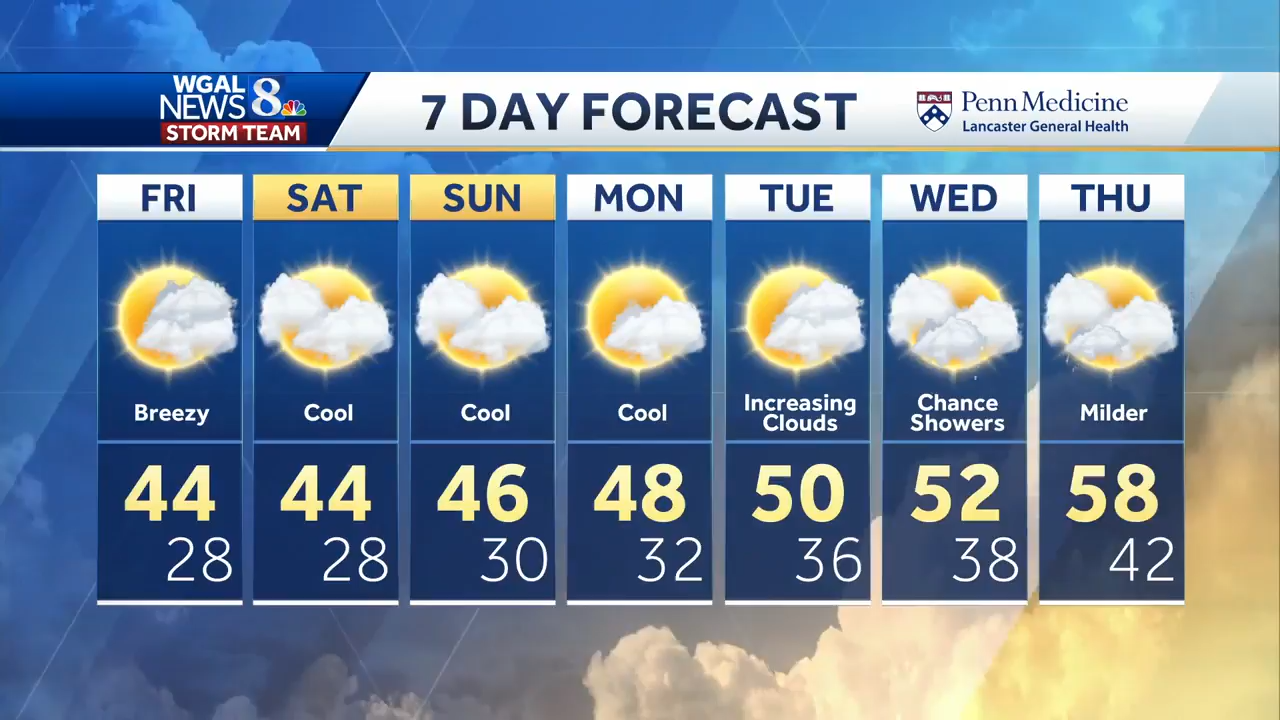 WGAL
NEWS 8
STORM TEAM
7 DAY FORECAST
Penn Medicine
Lancaster General Health
FRI
SAT
SUN
MON
TUE
WED
THU
Breezy
Cool
Cool
Cool
Increasing
Clouds
Chance
Showers
Milder
44
44
46
48
50
52
58
28
28
30
32
36
38
42